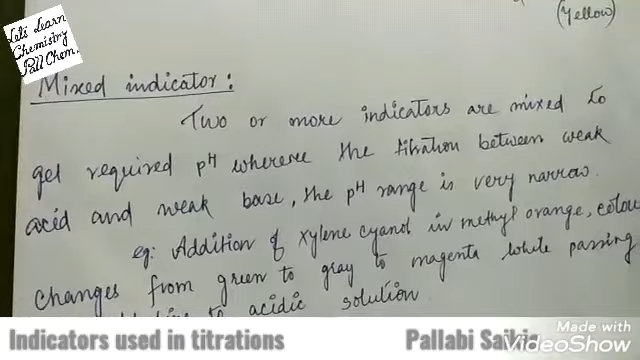 (Yellow)
Let's Learn
Chemistry
Pall Chem.
Mixed indicator:
Two or more indicators are mixed to
get required pH where the titration between weak
acid and weak base, the pH range is very narrow.
eg: Addition of xylene cyanol in methyl orange, colour
changes from green to gray to magenta while passing
to acidic solution.
Indicators used in titrations
Pallabi Saikia
Made with
VideoShow